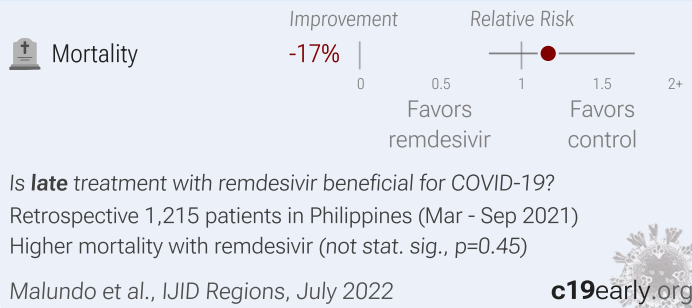 Improvement Relative Risk
Mortality -17%
0 0.5 1 1.5 2+
Favors remdesivir Favors control
Is late treatment with remdesivir beneficial for COVID-19?
Retrospective 1,215 patients in Philippines (Mar - Sep 2021)
Higher mortality with remdesivir (not stat. sig., p=0.45)
Malundo et al., IJID Regions, July 2022 c19early.org